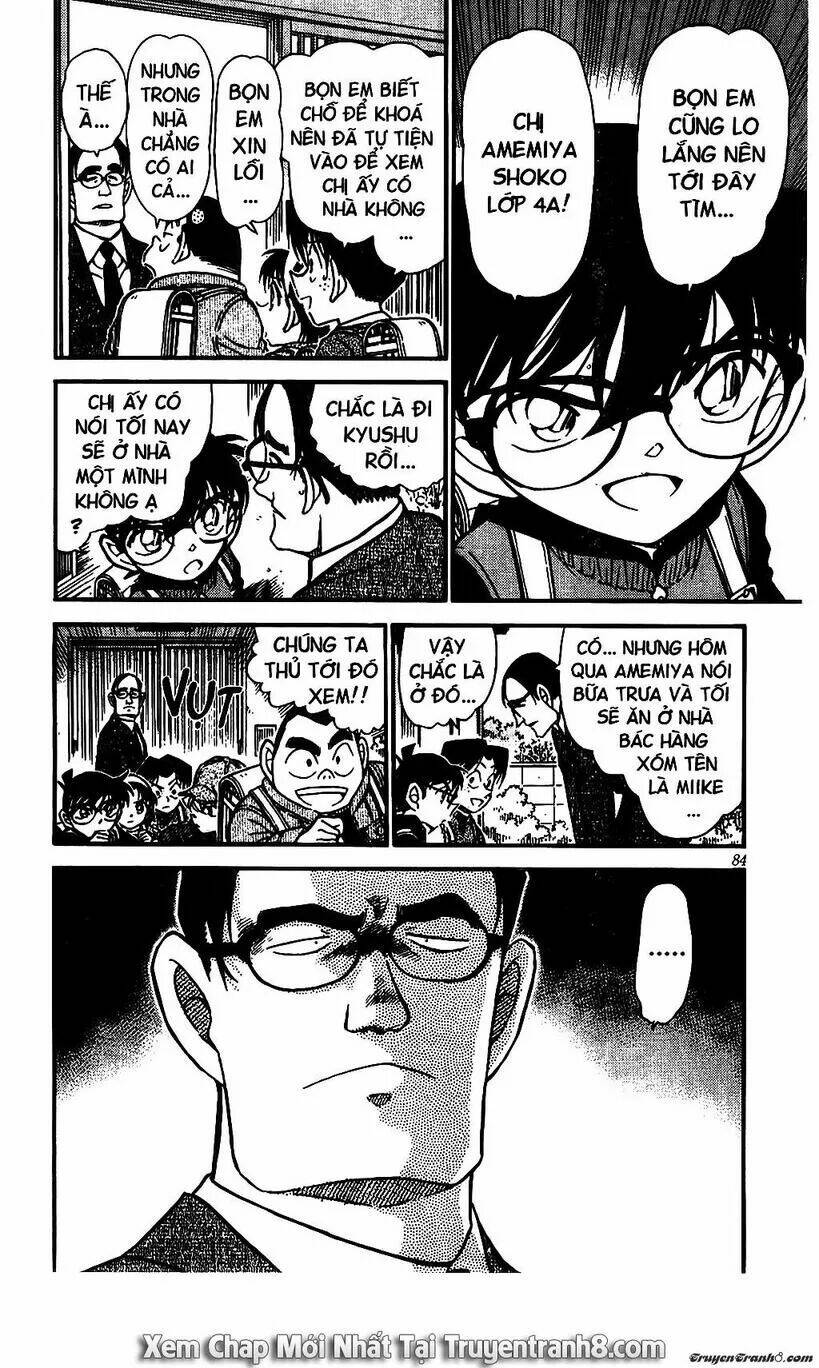 BỌN EM
CŨNG LO
LẮNG NÊN
TỚI ĐÂY
TÌM...
CHỊ
AMEMIYA
SHOKO
LỚP 4A!
BỌN EM BIẾT
CHỖ ĐỂ KHOÁ
NÊN ĐÃ TỰ TIỆN
VÀO ĐỂ XEM
CHỊ ẤY CÓ
NHÀ KHÔNG
...
BỌN
EM
XIN
LỖI
...
NHƯNG
TRONG
NHÀ
CHẲNG
CÓ AI
CẢ...
THẾ
À...
CHẮC LÀ ĐI
KYUSHU
RỒI...
CHỊ ẤY CÓ
NÓI TỐI NAY
SẼ Ở NHÀ
MỘT MÌNH
KHÔNG Ạ
?
CÓ... NHƯNG HÔM
QUA AMEMIYA NÓI
BỮA TRƯA VÀ TỐI
SẼ ĂN Ở NHÀ
BÁC HÀNG
XÓM TÊN
LÀ MIIKE
...
VẬY
CHẮC LÀ
Ở ĐÓ...
CHÚNG TA
THỦ TỚI ĐÓ
XEM!!
VỤT
84
......
Xem Chap Mới Nhất Tại Truyentranh8.com
TruyenTranh8.com